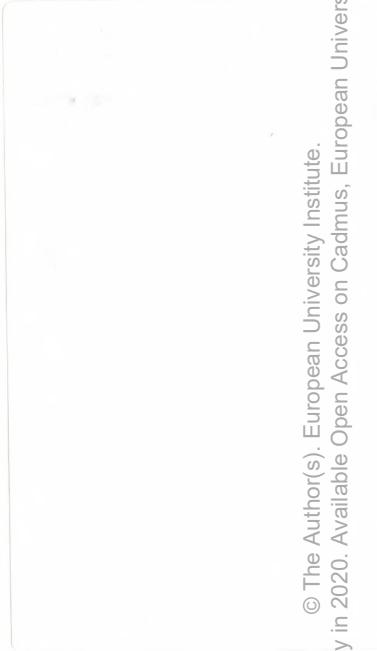 © The Author(s). European University Institute.
y in 2020. Available Open Access on Cadmus, European Univers